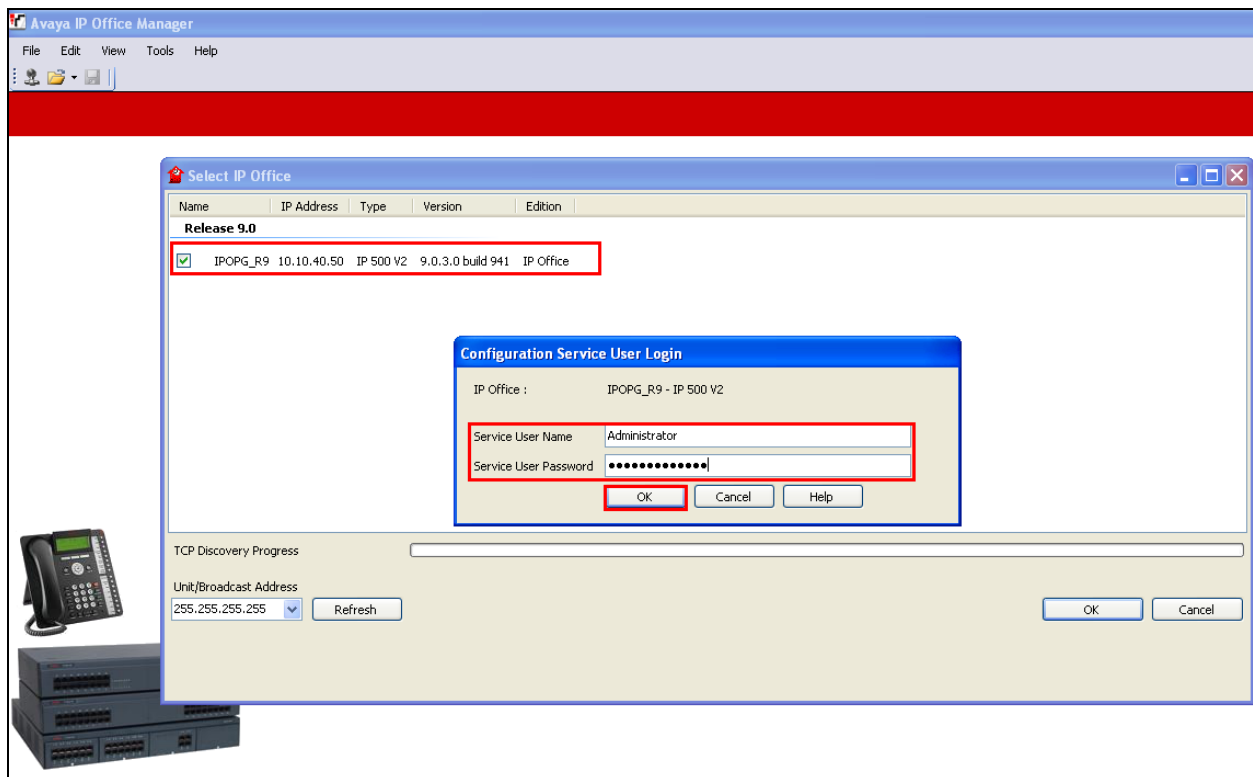 Avaya IP Office Manager
File Edit View Tools Help
Select IP Office
Name IP Address Type Version Edition
Release 9.0
IPOPG_R9 10.10.40.50 IP 500 V2 9.0.3.0 build 941 IP Office
Configuration Service User Login
IP Office : IPOPG_R9 - IP 500 V2
Service User Name Administrator
Service User Password ●●●●●●●●●●●●●
OK Cancel Help
TCP Discovery Progress
Unit/Broadcast Address
255.255.255.255 Refresh OK Cancel